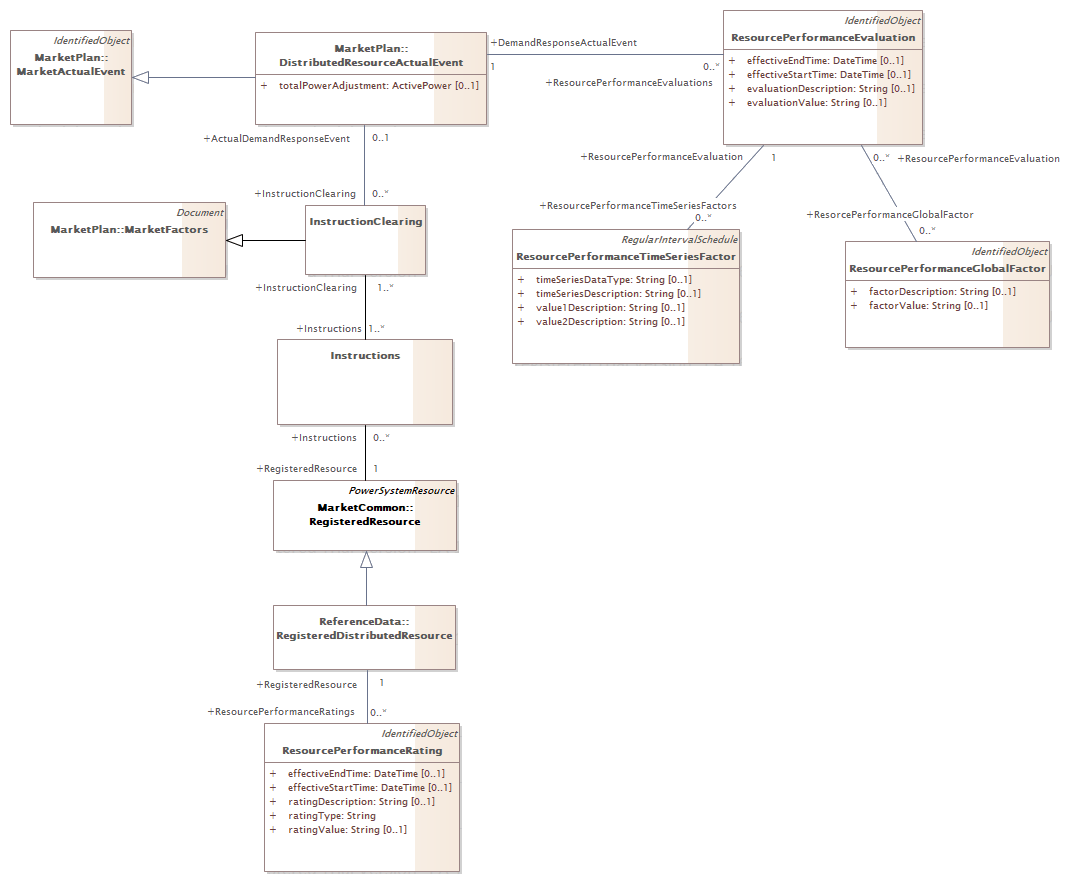 IdentifiedObject
MarketPlan::
MarketActualEvent
MarketPlan::
DistributedResourceActualEvent
+ totalPowerAdjustment: ActivePower [0..1]
+DemandResponseActualEvent
1
0..*
+ResourcePerformanceEvaluations
IdentifiedObject
ResourcePerformanceEvaluation
+ effectiveEndTime: DateTime [0..1]
+ effectiveStartTime: DateTime [0..1]
+ evaluationDescription: String [0..1]
+ evaluationValue: String [0..1]
+ActualDemandResponseEvent 0..1
+InstructionClearing 0..*
+ResourcePerformanceEvaluation 1
0..* +ResourcePerformanceEvaluation
+ResourcePerformanceTimeSeriesFactors
0..*
+ResorcePerformanceGlobalFactor
0..*
Document
MarketPlan::MarketFactors
InstructionClearing
RegularIntervalSchedule
ResourcePerformanceTimeSeriesFactor
+ timeSeriesDataType: String [0..1]
+ timeSeriesDescription: String [0..1]
+ value1Description: String [0..1]
+ value2Description: String [0..1]
IdentifiedObject
ResourcePerformanceGlobalFactor
+ factorDescription: String [0..1]
+ factorValue: String [0..1]
+InstructionClearing 1..*
+Instructions 1..*
Instructions
+Instructions 0..*
+RegisteredResource 1
PowerSystemResource
MarketCommon::
RegisteredResource
ReferenceData::
RegisteredDistributedResource
+RegisteredResource 1
+ResourcePerformanceRatings 0..*
IdentifiedObject
ResourcePerformanceRating
+ effectiveEndTime: DateTime [0..1]
+ effectiveStartTime: DateTime [0..1]
+ ratingDescription: String [0..1]
+ ratingType: String
+ ratingValue: String [0..1]